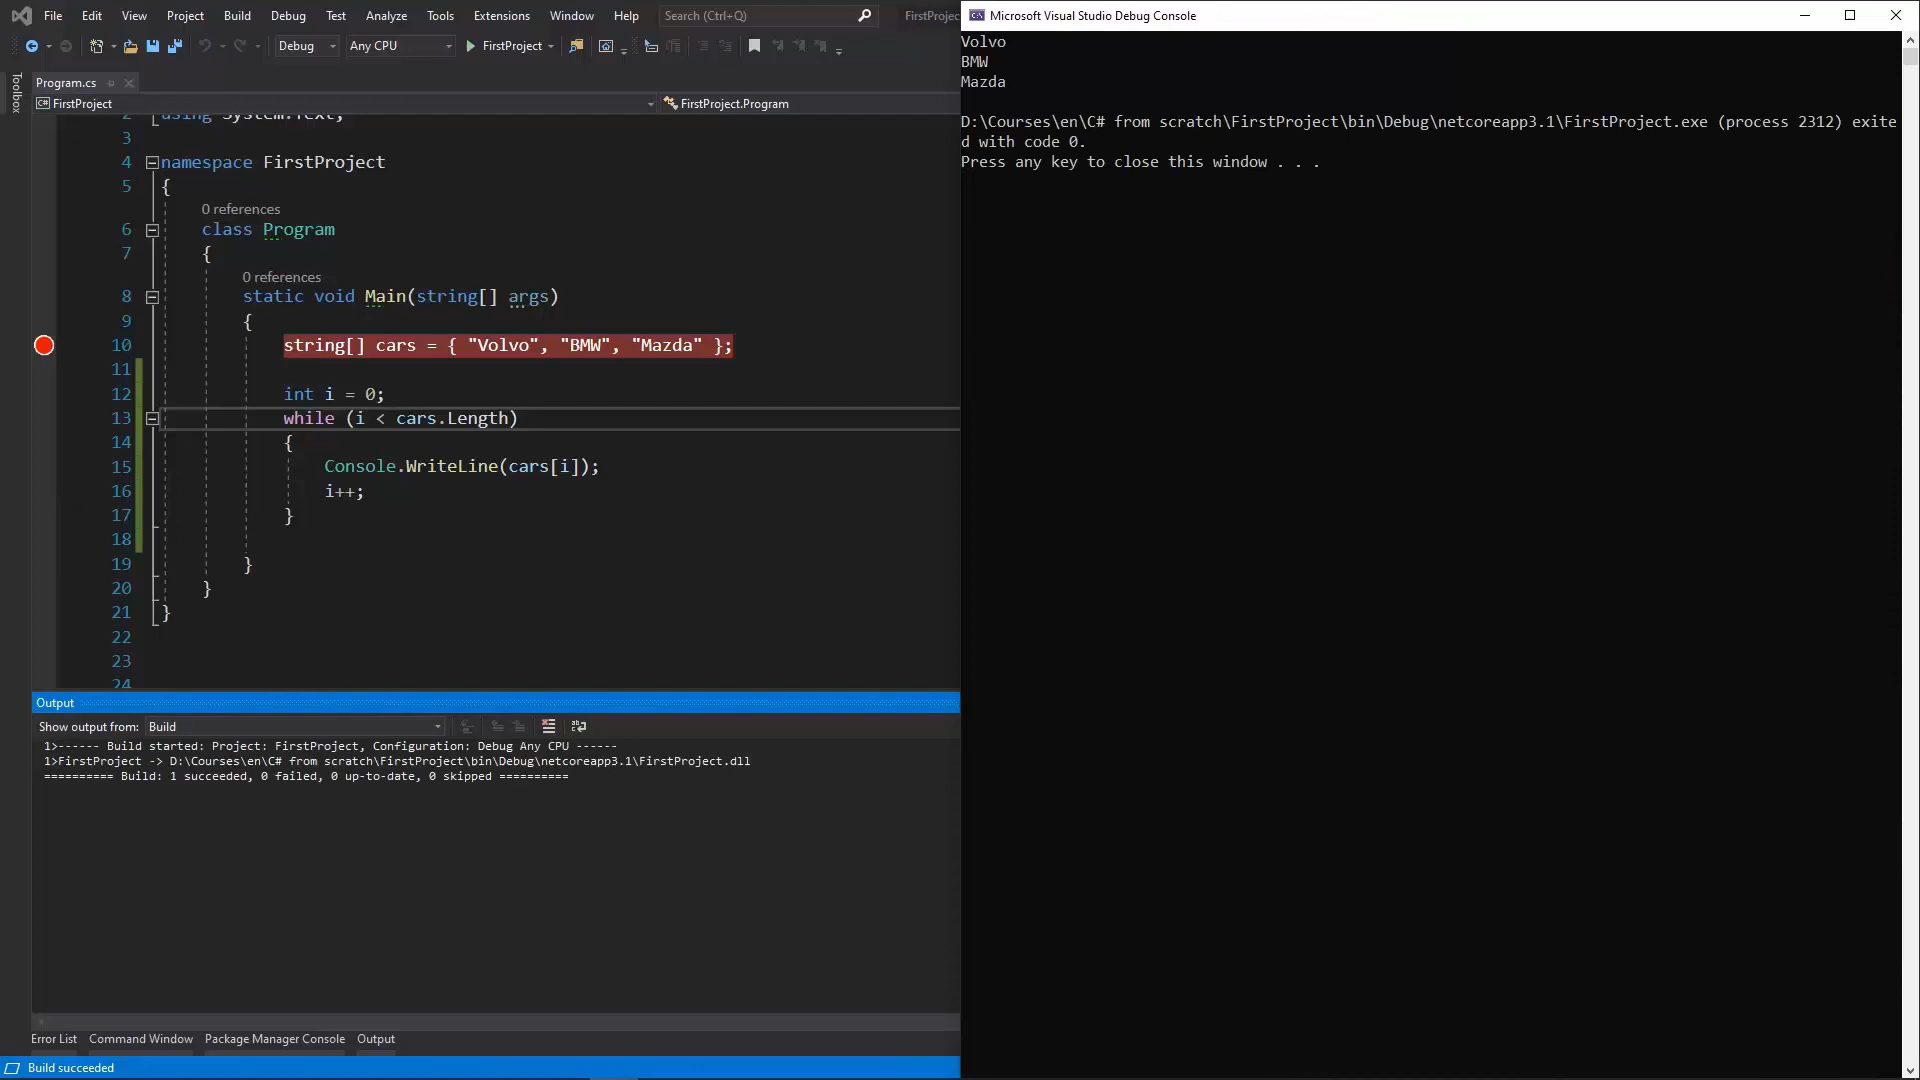 File Edit View Project Build Debug Test Analyze Tools Extensions Window Help Search (Ctrl+Q) FirstProjec
Debug Any CPU FirstProject
Toolbox
Program.cs
C# FirstProject FirstProject.Program
2 using System.Text;
3
4 namespace FirstProject
5 {
0 references
6 class Program
7 {
0 references
8 static void Main(string[] args)
9 {
10 string[] cars = { "Volvo", "BMW", "Mazda" };
11
12 int i = 0;
13 while (i < cars.Length)
14 {
15 Console.WriteLine(cars[i]);
16 i++;
17 }
18
19 }
20 }
21 }
22
23
24
Output
Show output from: Build
1>------ Build started: Project: FirstProject, Configuration: Debug Any CPU ------
1>FirstProject -> D:\Courses\en\C# from scratch\FirstProject\bin\Debug\netcoreapp3.1\FirstProject.dll
========== Build: 1 succeeded, 0 failed, 0 up-to-date, 0 skipped ==========
Error List Command Window Package Manager Console Output
Build succeeded
Microsoft Visual Studio Debug Console
Volvo
BMW
Mazda
D:\Courses\en\C# from scratch\FirstProject\bin\Debug\netcoreapp3.1\FirstProject.exe (process 2312) exite
d with code 0.
Press any key to close this window . . .